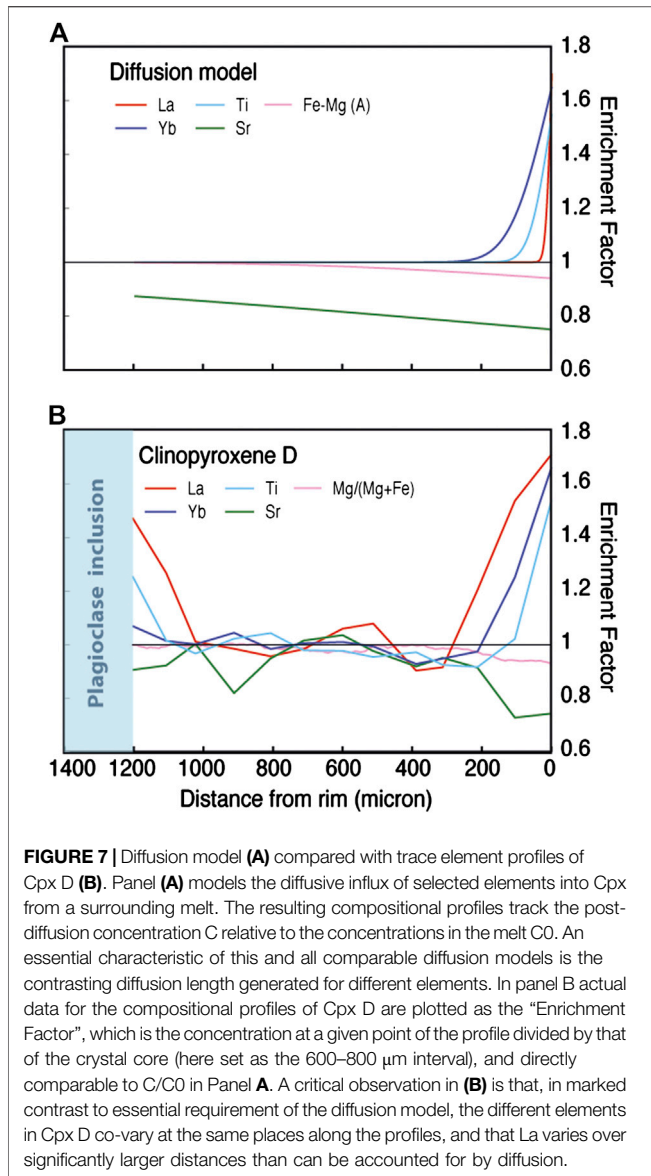 A
Diffusion model
La Ti Fe-Mg (A)
Yb Sr
1.8
1.6
1.4
1.2
1
0.8
0.6
Enrichment Factor
B
Clinopyroxene D
La Ti Mg/(Mg+Fe)
Yb Sr
Plagioclase inclusion
1.8
1.6
1.4
1.2
1
0.8
0.6
Enrichment Factor
1400 1200 1000 800 600 400 200 0
Distance from rim (micron)
FIGURE 7 | Diffusion model (A) compared with trace element profiles of
Cpx D (B). Panel (A) models the diffusive influx of selected elements into Cpx
from a surrounding melt. The resulting compositional profiles track the post-
diffusion concentration C relative to the concentrations in the melt C0. An
essential characteristic of this and all comparable diffusion models is the
contrasting diffusion length generated for different elements. In panel B actual
data for the compositional profiles of Cpx D are plotted as the “Enrichment
Factor”, which is the concentration at a given point of the profile divided by that
of the crystal core (here set as the 600–800 μm interval), and directly
comparable to C/C0 in Panel A. A critical observation in (B) is that, in marked
contrast to essential requirement of the diffusion model, the different elements
in Cpx D co-vary at the same places along the profiles, and that La varies over
significantly larger distances than can be accounted for by diffusion.